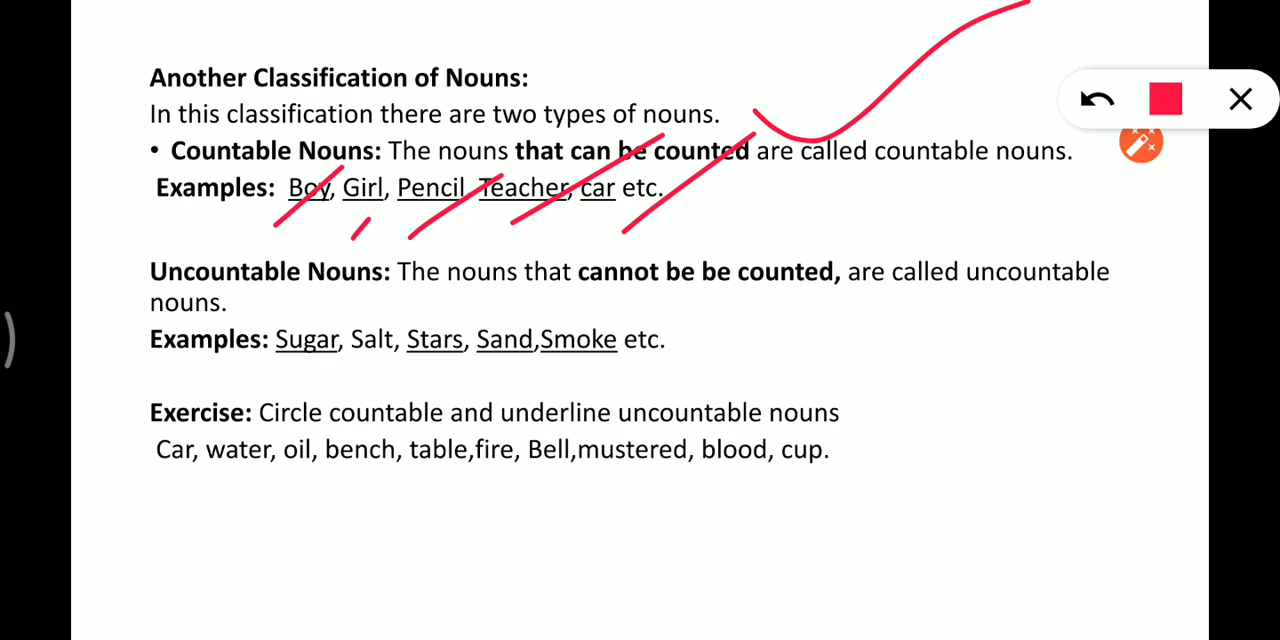 Another Classification of Nouns:
In this classification there are two types of nouns.
• Countable Nouns: The nouns that can be counted are called countable nouns.
Examples: Boy, Girl, Pencil, Teacher, car etc.
Uncountable Nouns: The nouns that cannot be be counted, are called uncountable
nouns.
Examples: Sugar, Salt, Stars, Sand,Smoke etc.
Exercise: Circle countable and underline uncountable nouns
Car, water, oil, bench, table,fire, Bell,mustered, blood, cup.